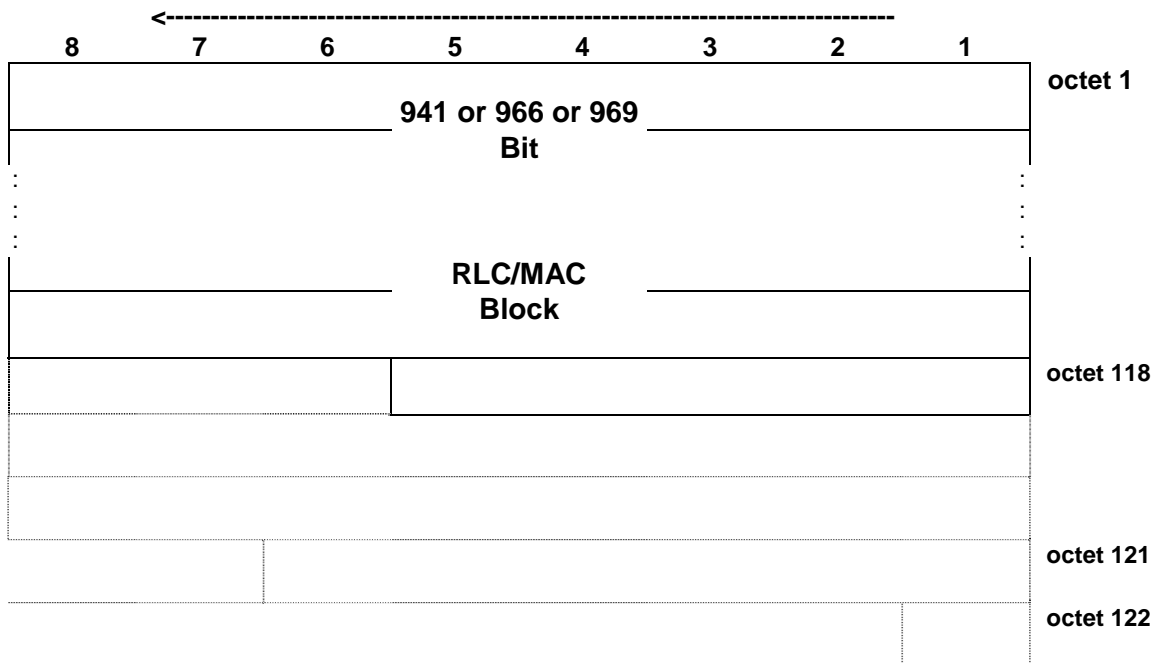 <---------------------------------------------------------------------------------
8 7 6 5 4 3 2 1
octet 1
941 or 966 or 969
Bit
: :
: :
: :
RLC/MAC
Block
octet 118
octet 121
octet 122